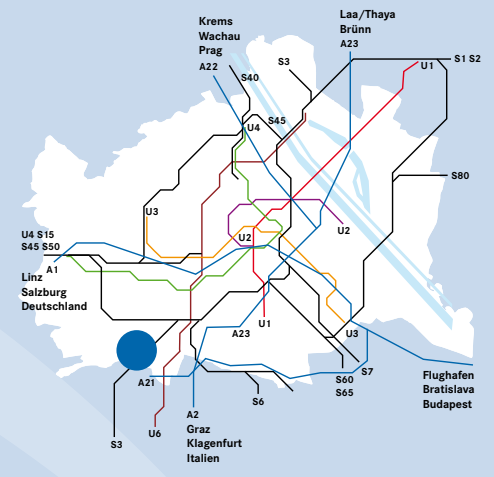 Krems
Wachau
Prag
A22
S40
S3
Laa/Thaya
Brünn
A23
U1
S1 S2
U4
S45
S80
U3
U2
U2
U4 S15
S45 S50
A1
Linz
Salzburg
Deutschland
U1
A23
U3
S7
S60
S65
A21
A2
S6
Graz
Klagenfurt
Italien
U6
S3
Flughafen
Bratislava
Budapest